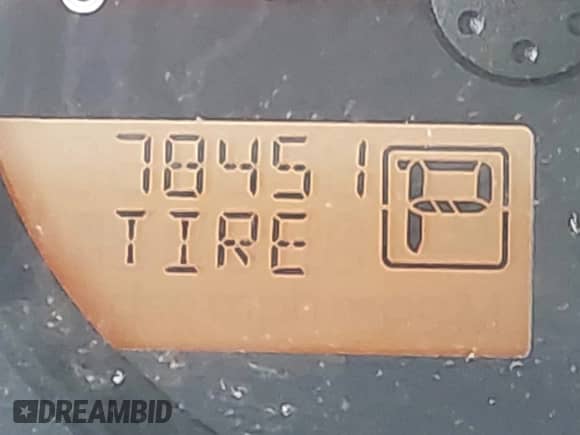 78451 P
TIRE
DREAMBID